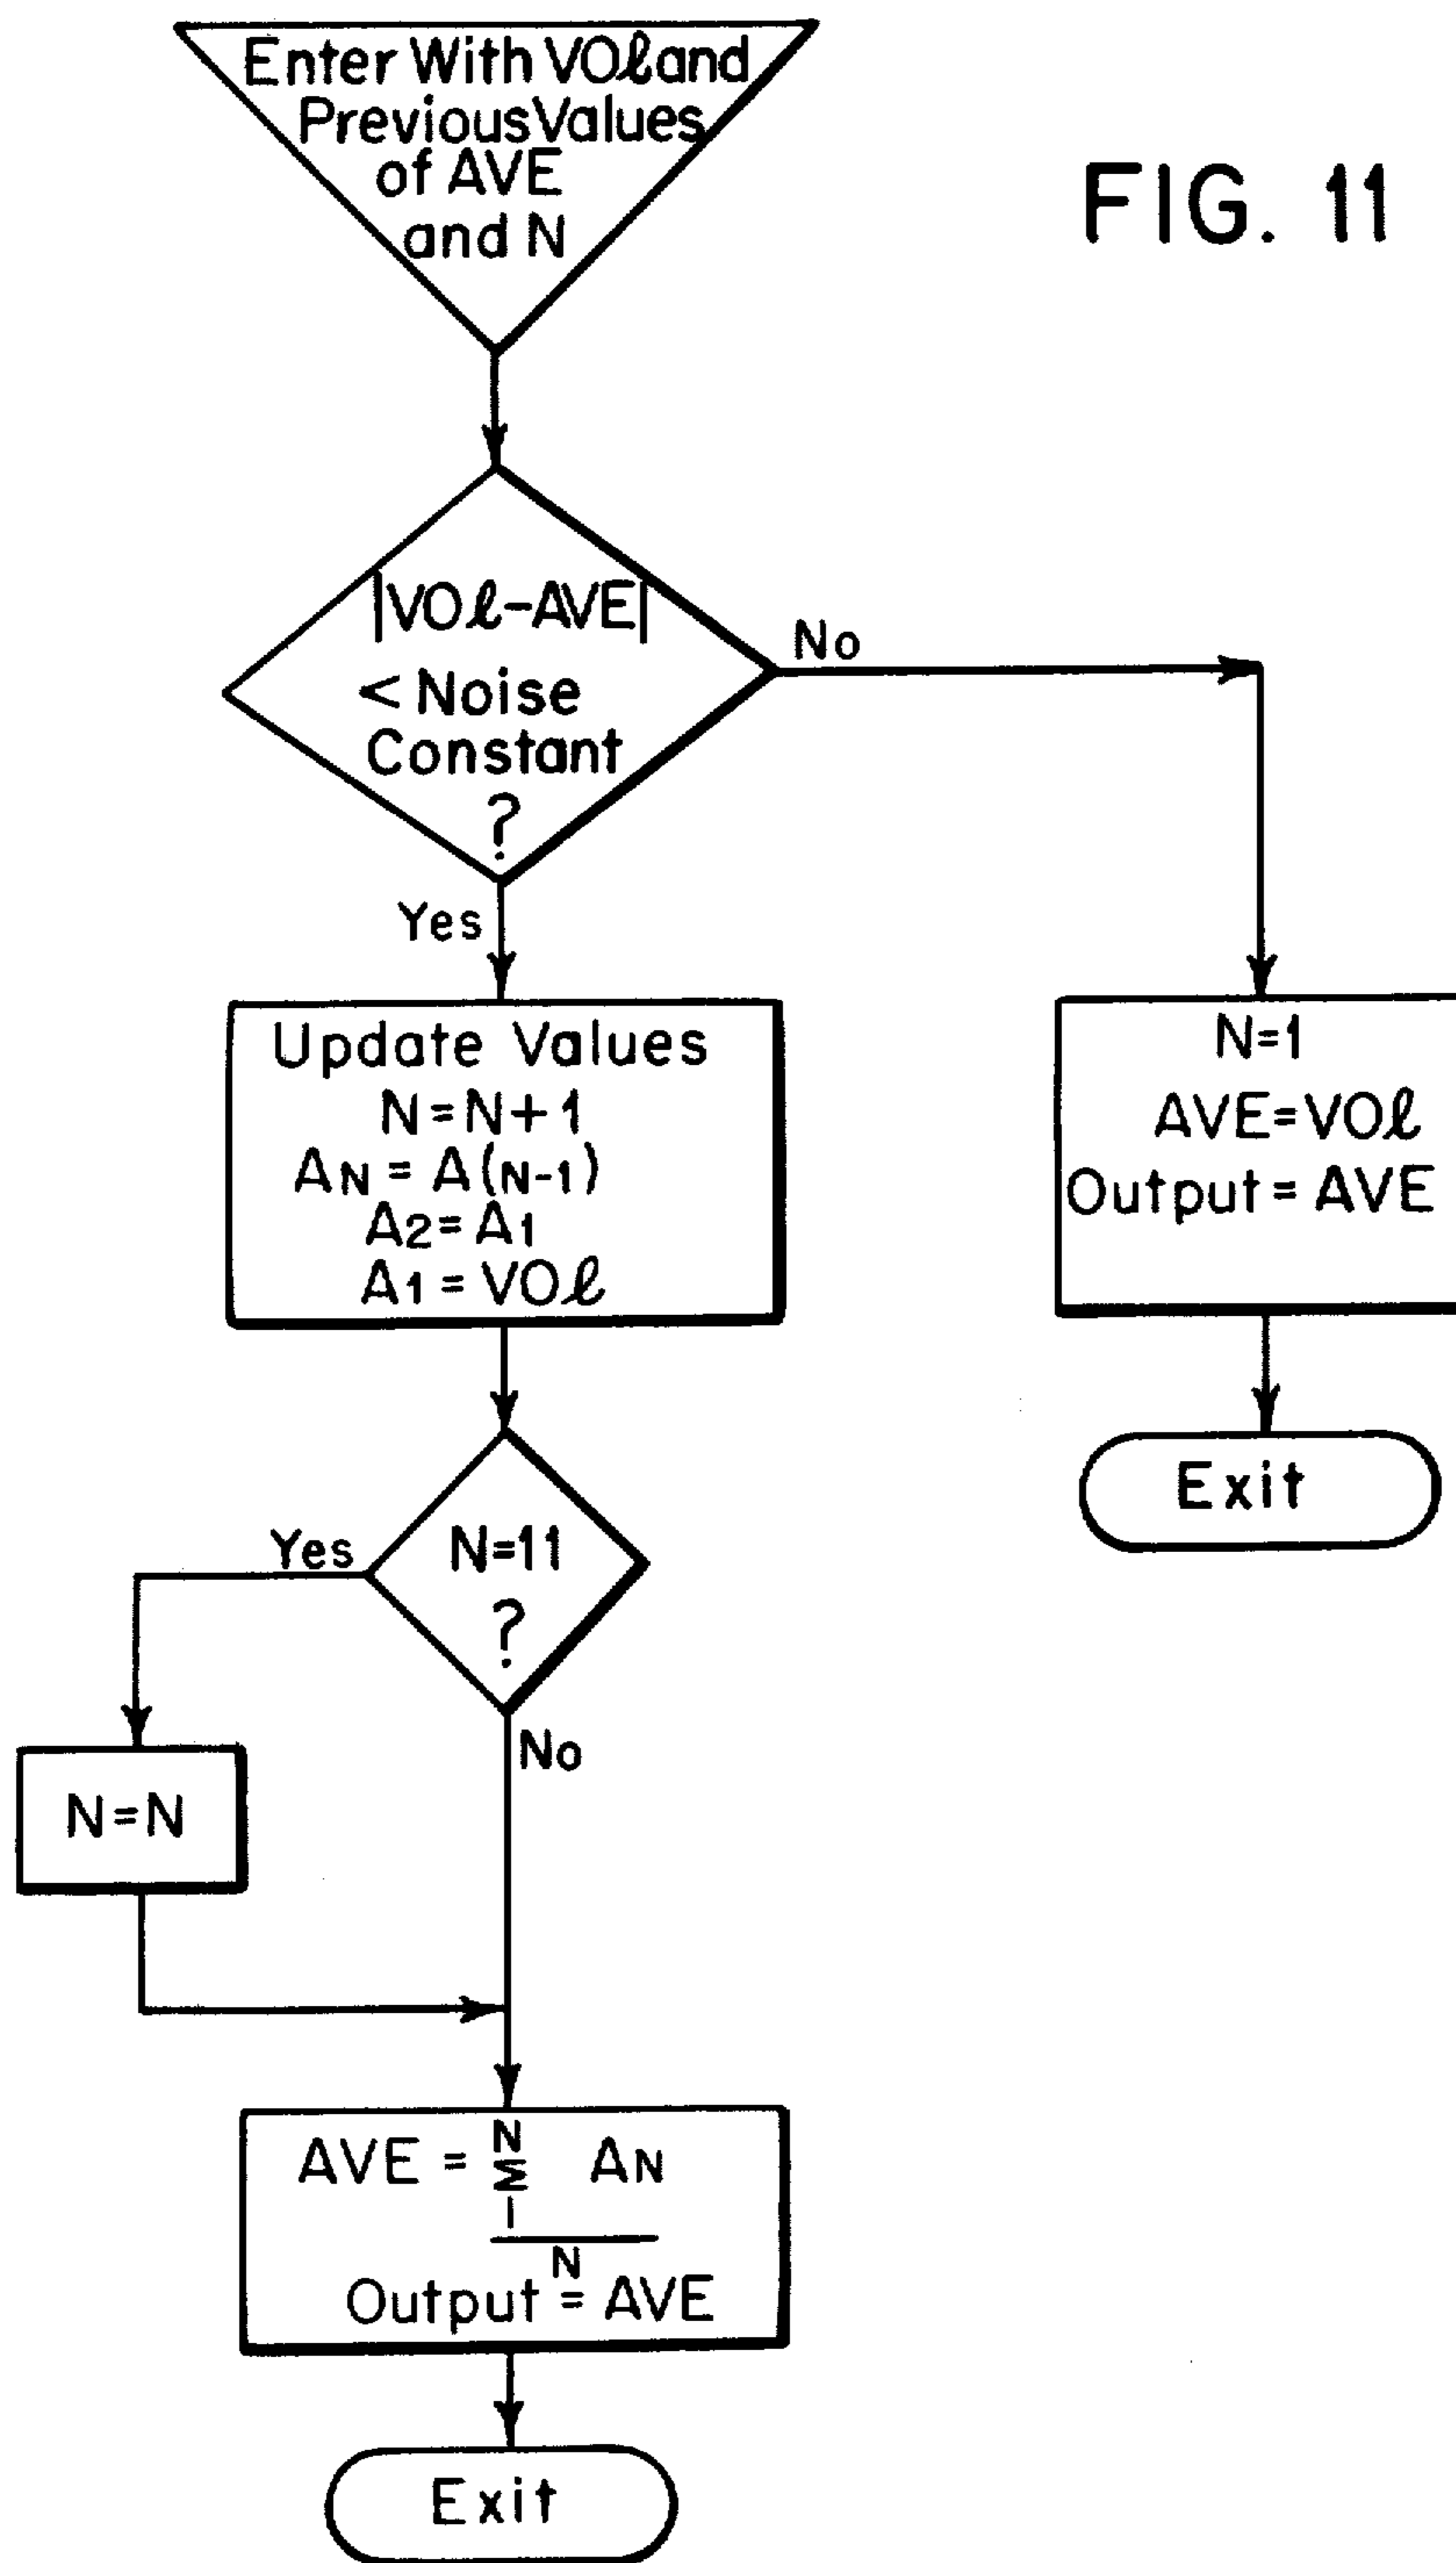 FIG. 11
Enter With VOℓ and
Previous Values
of AVE
and N
|VOℓ-AVE|
< Noise
Constant
?
No
Yes
Update Values
N=N+1
AN = A(N-1)
A2=A1
A1 = VOℓ
N=1
AVE=VOℓ
Output = AVE
Exit
N=11
?
Yes
No
N=N
AVE = N Σ 1 AN
N
Output = AVE
Exit